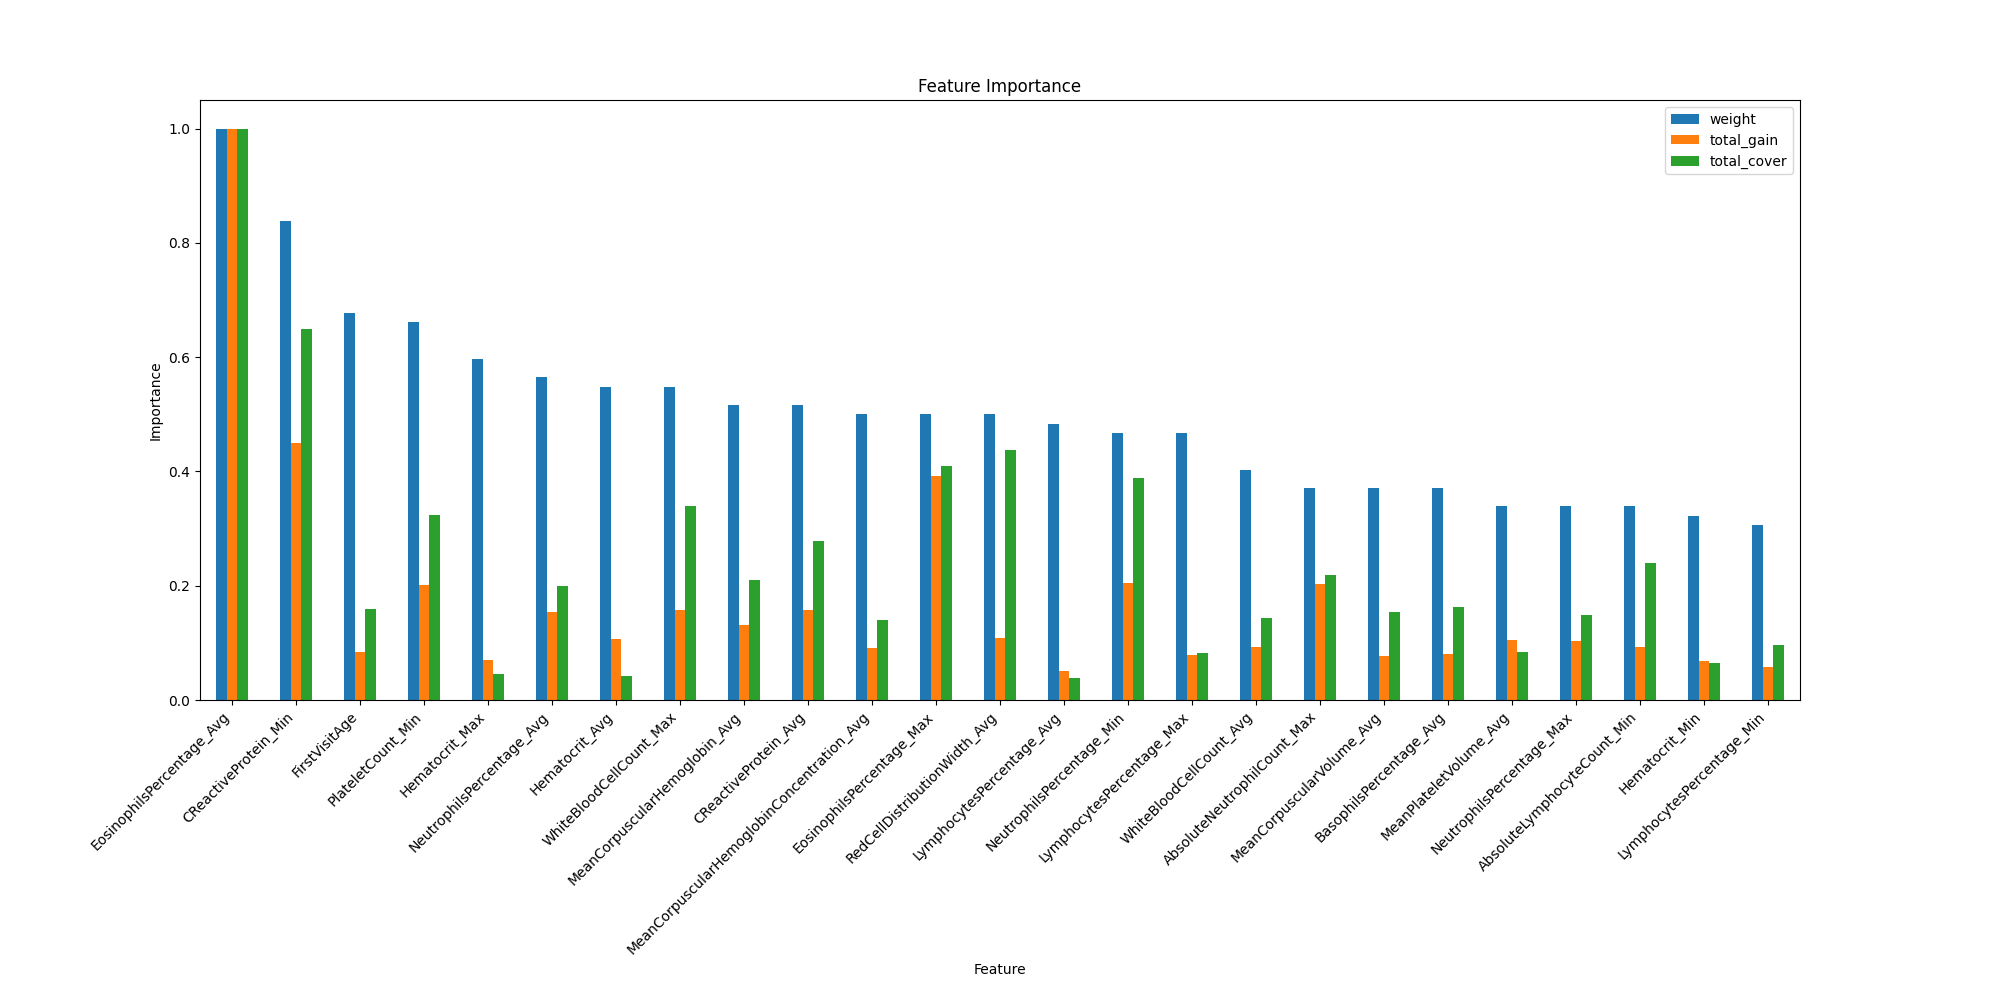 Feature Importance
weight
total_gain
total_cover
Importance
1.0
0.8
0.6
0.4
0.2
0.0
EosinophilsPercentage_Avg
CReactiveProtein_Min
FirstVisitAge
PlateletCount_Min
Hematocrit_Max
NeutrophilsPercentage_Avg
Hematocrit_Avg
WhiteBloodCellCount_Max
MeanCorpuscularHemoglobin_Avg
CReactiveProtein_Avg
MeanCorpuscularHemoglobinConcentration_Avg
EosinophilsPercentage_Max
RedCellDistributionWidth_Avg
LymphocytesPercentage_Avg
NeutrophilsPercentage_Min
LymphocytesPercentage_Max
WhiteBloodCellCount_Avg
AbsoluteNeutrophilCount_Max
MeanCorpuscularVolume_Avg
BasophilsPercentage_Avg
MeanPlateletVolume_Avg
NeutrophilsPercentage_Max
AbsoluteLymphocyteCount_Min
Hematocrit_Min
LymphocytesPercentage_Min
Feature